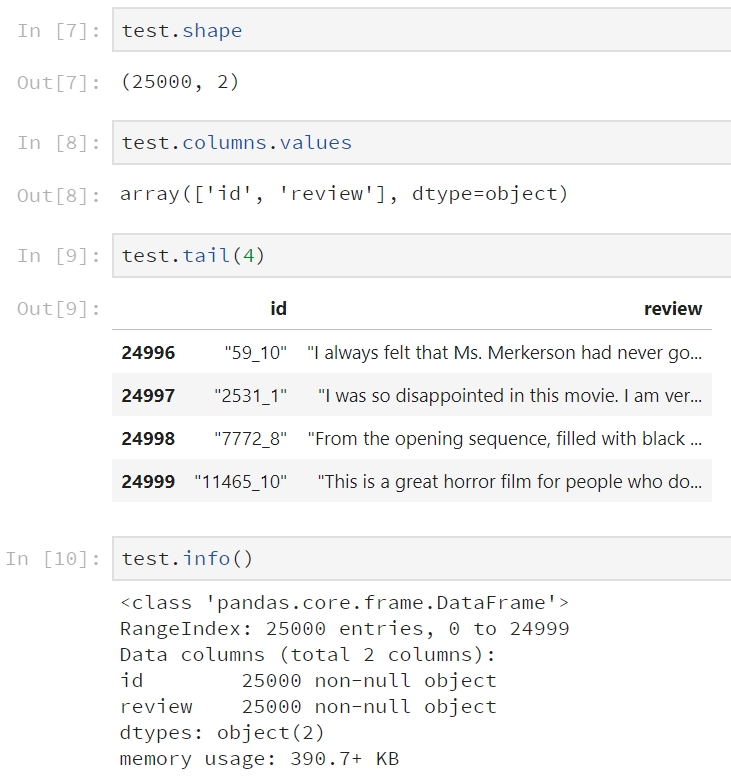 In [7]: test.shape
Out[7]: (25000, 2)
In [8]: test.columns.values
Out[8]: array(['id', 'review'], dtype=object)
In [9]: test.tail(4)
Out[9]: id review
24996 "59_10" "I always felt that Ms. Merkerson had never go...
24997 "2531_1" "I was so disappointed in this movie. I am ver...
24998 "7772_8" "From the opening sequence, filled with black ...
24999 "11465_10" "This is a great horror film for people who do...
In [10]: test.info()
<class 'pandas.core.frame.DataFrame'>
RangeIndex: 25000 entries, 0 to 24999
Data columns (total 2 columns):
id        25000 non-null object
review    25000 non-null object
dtypes: object(2)
memory usage: 390.7+ KB